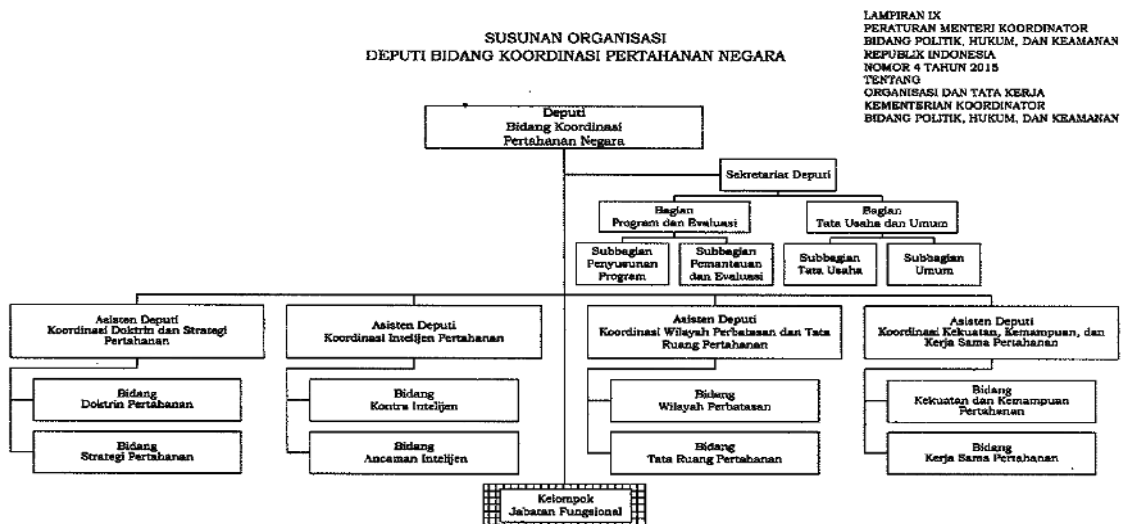 LAMPIRAN IX
PERATURAN MENTERI KOORDINATOR
BIDANG POLITIK, HUKUM, DAN KEAMANAN
REPUBLIK INDONESIA
NOMOR 4 TAHUN 2015
TENTANG
ORGANISASI DAN TATA KERJA
KEMENTERIAN KOORDINATOR
BIDANG POLITIK, HUKUM, DAN KEAMANAN
SUSUNAN ORGANISASI
DEPUTI BIDANG KOORDINASI PERTAHANAN NEGARA
Deputi
Bidang Koordinasi
Pertahanan Negara
Sekretariat Deputi
Bagian
Program dan Evaluasi
Bagian
Tata Usaha dan Umum
Subbagian
Penyusunan
Program
Subbagian
Pemantauan
dan Evaluasi
Subbagian
Tata Usaha
Subbagian
Umum
Asisten Deputi
Koordinasi Doktrin dan Strategi
Pertahanan
Asisten Deputi
Koordinasi Intelijen Pertahanan
Asisten Deputi
Koordinasi Wilayah Perbatasan dan Tata
Ruang Pertahanan
Asisten Deputi
Koordinasi Kekuatan, Kemampuan, dan
Kerja Sama Pertahanan
Bidang
Doktrin Pertahanan
Bidang
Kontra Intelijen
Bidang
Wilayah Perbatasan
Bidang
Kekuatan dan Kemampuan
Pertahanan
Bidang
Strategi Pertahanan
Bidang
Ancaman Intelijen
Bidang
Tata Ruang Pertahanan
Bidang
Kerja Sama Pertahanan
Kelompok
Jabatan Fungsional